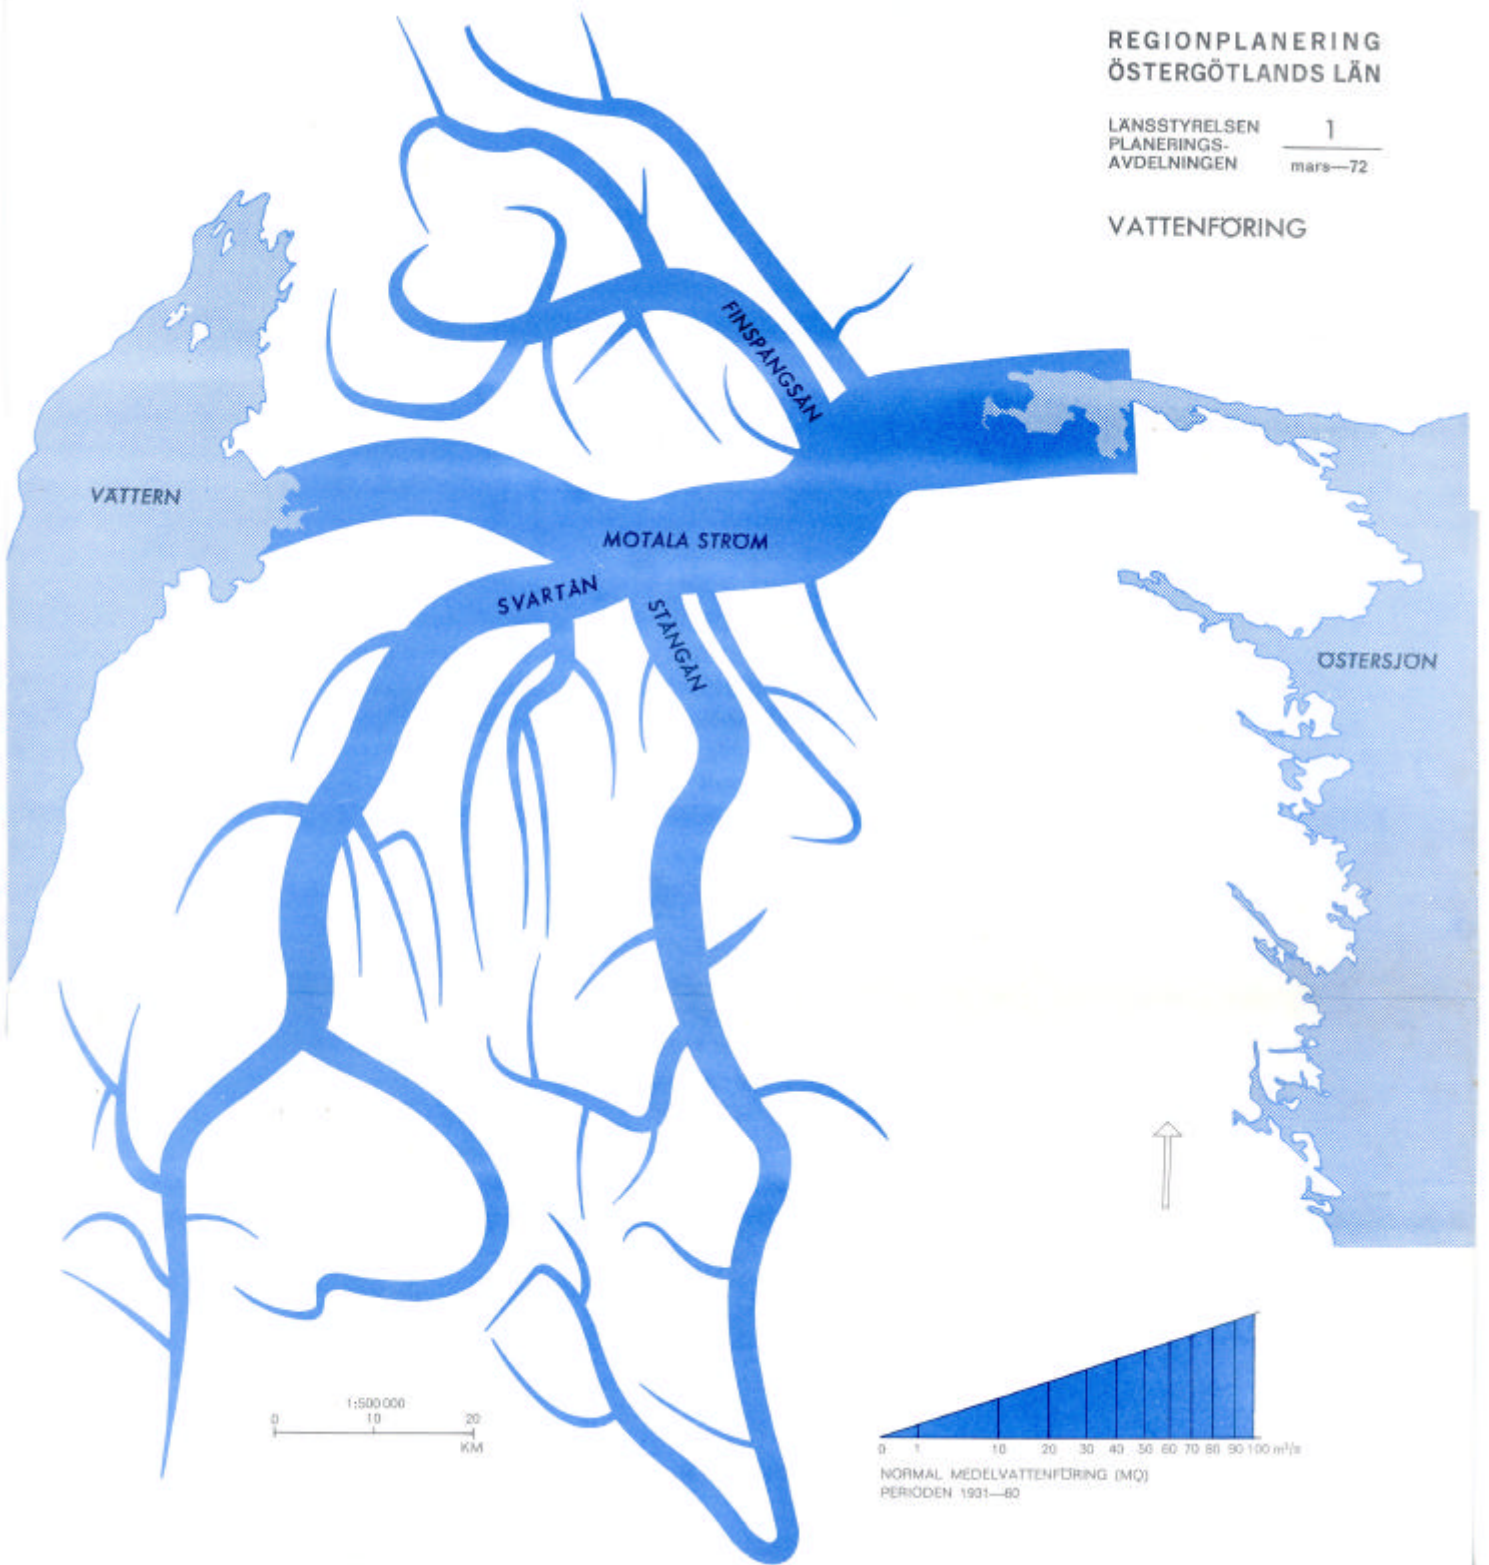 REGIONPLANERING
ÖSTERGÖTLANDS LÄN
LÄNSSTYRELSEN
PLANERINGS-
AVDELNINGEN
1
mars—72
VATTENFÖRING
FINSPÅNGSÅN
VÄTTERN
MOTALA STRÖM
SVARTÅN
STÅNGÅN
ÖSTERSJÖN
1:500 000
0 10 20
KM
0 1 10 20 30 40 50 60 70 80 90 100 m³/s
NORMAL MEDELVATTENFÖRING (MQ)
PERIODEN 1931—60